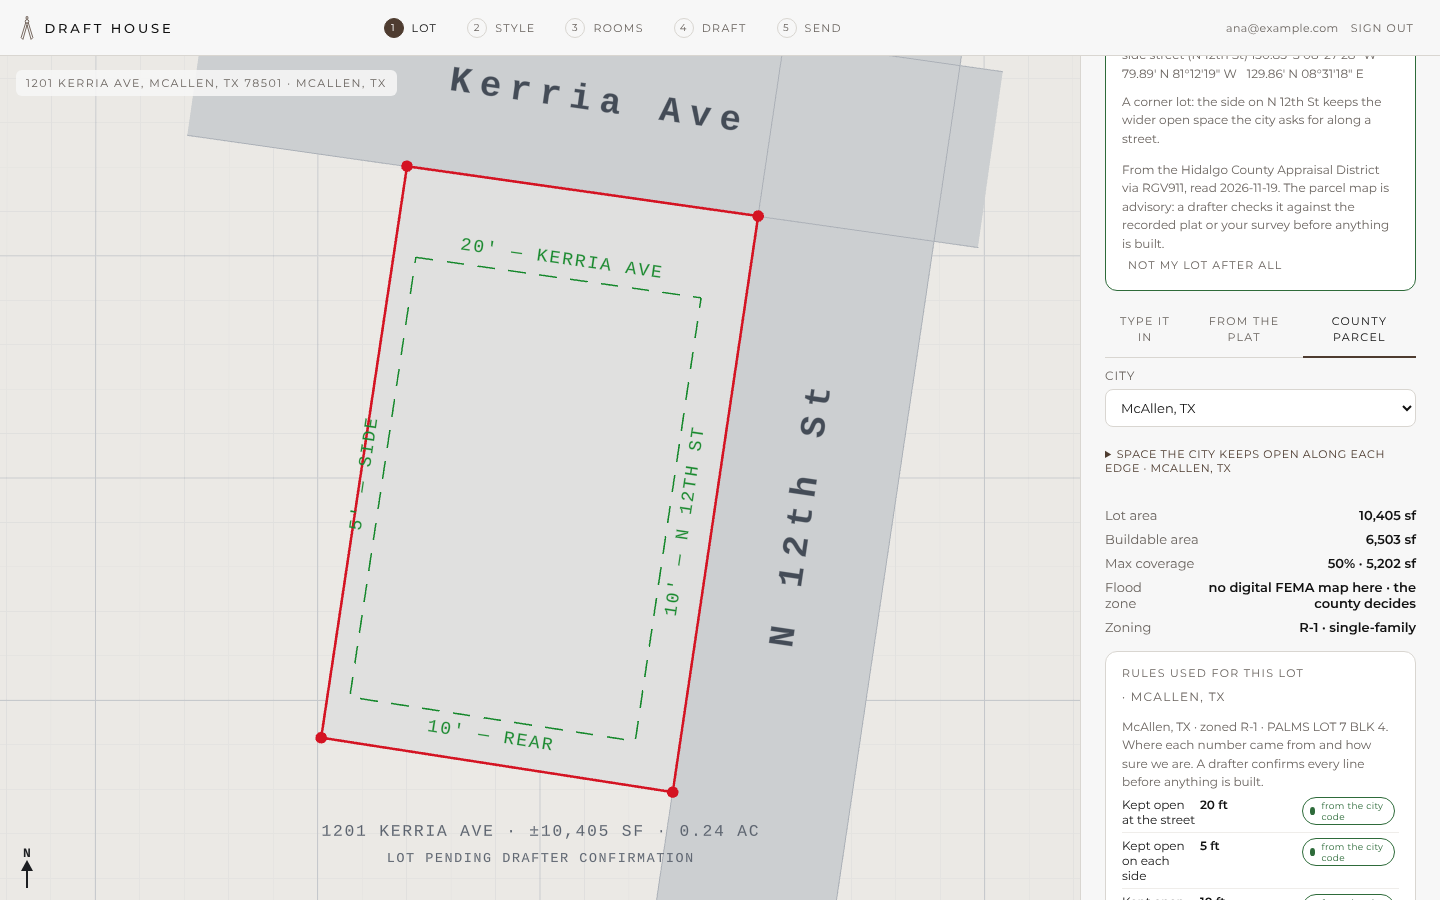 DRAFT HOUSE
1 LOT
2 STYLE
3 ROOMS
4 DRAFT
5 SEND
ana@example.com SIGN OUT
1201 KERRIA AVE, MCALLEN, TX 78501 · MCALLEN, TX
Kerria Ave
N 12th St
20' — KERRIA AVE
5' — SIDE
10' — N 12TH ST
10' — REAR
1201 KERRIA AVE · ±10,405 SF · 0.24 AC
LOT PENDING DRAFTER CONFIRMATION
N
79.89' N 81°12'19" W 129.86' N 08°31'18" E
A corner lot: the side on N 12th St keeps the
wider open space the city asks for along a
street.
From the Hidalgo County Appraisal District
via RGV911, read 2026-11-19. The parcel map is
advisory: a drafter checks it against the
recorded plat or your survey before anything
is built.
NOT MY LOT AFTER ALL
TYPE IT
IN
FROM THE
PLAT
COUNTY
PARCEL
CITY
McAllen, TX
SPACE THE CITY KEEPS OPEN ALONG EACH
EDGE · MCALLEN, TX
Lot area 10,405 sf
Buildable area 6,503 sf
Max coverage 50% · 5,202 sf
Flood
zone
no digital FEMA map here · the
county decides
Zoning R-1 · single-family
RULES USED FOR THIS LOT
· MCALLEN, TX
McAllen, TX · zoned R-1 · PALMS LOT 7 BLK 4.
Where each number came from and how
sure we are. A drafter confirms every line
before anything is built.
Kept open
at the street
20 ft
from the city
code
Kept open
on each
side
5 ft
from the city
code